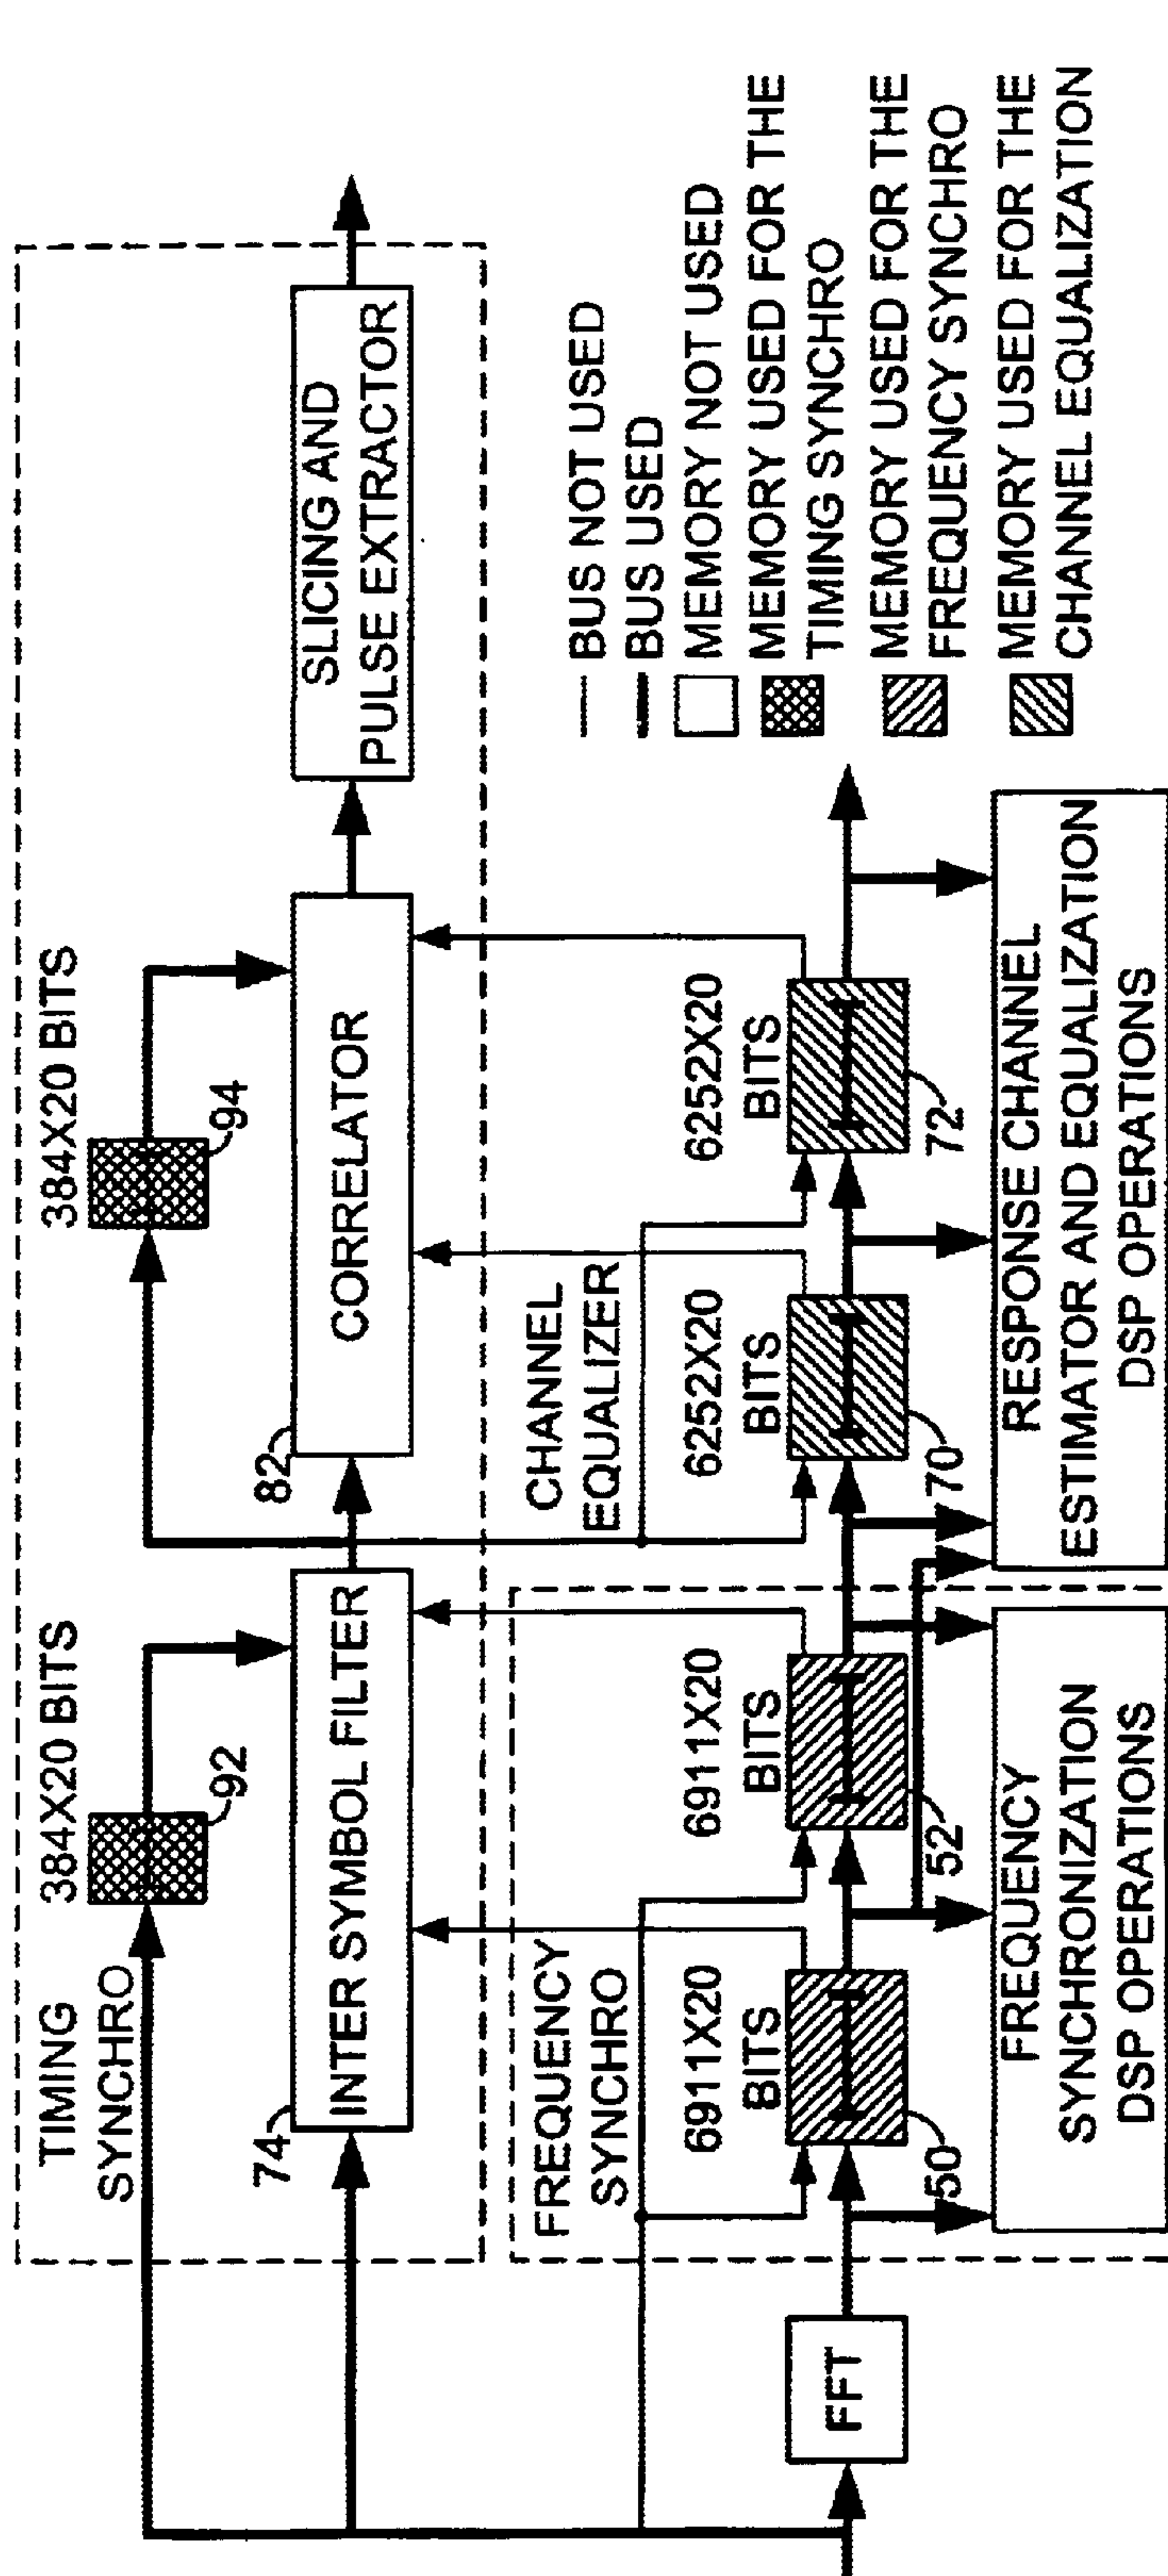 TIMING
SYNCHRO
384X20 BITS
92
384X20 BITS
94
74
INTER SYMBOL FILTER
82
CORRELATOR
SLICING AND
PULSE EXTRACTOR
FREQUENCY
SYNCHRO
CHANNEL
EQUALIZER
6911X20
BITS
50
6911X20
BITS
52
6252X20
BITS
70
6252X20
BITS
72
FFT
FREQUENCY
SYNCHRONIZATION
DSP OPERATIONS
RESPONSE CHANNEL
ESTIMATOR AND EQUALIZATION
DSP OPERATIONS
BUS NOT USED
BUS USED
MEMORY NOT USED
MEMORY USED FOR THE
TIMING SYNCHRO
MEMORY USED FOR THE
FREQUENCY SYNCHRO
MEMORY USED FOR THE
CHANNEL EQUALIZATION